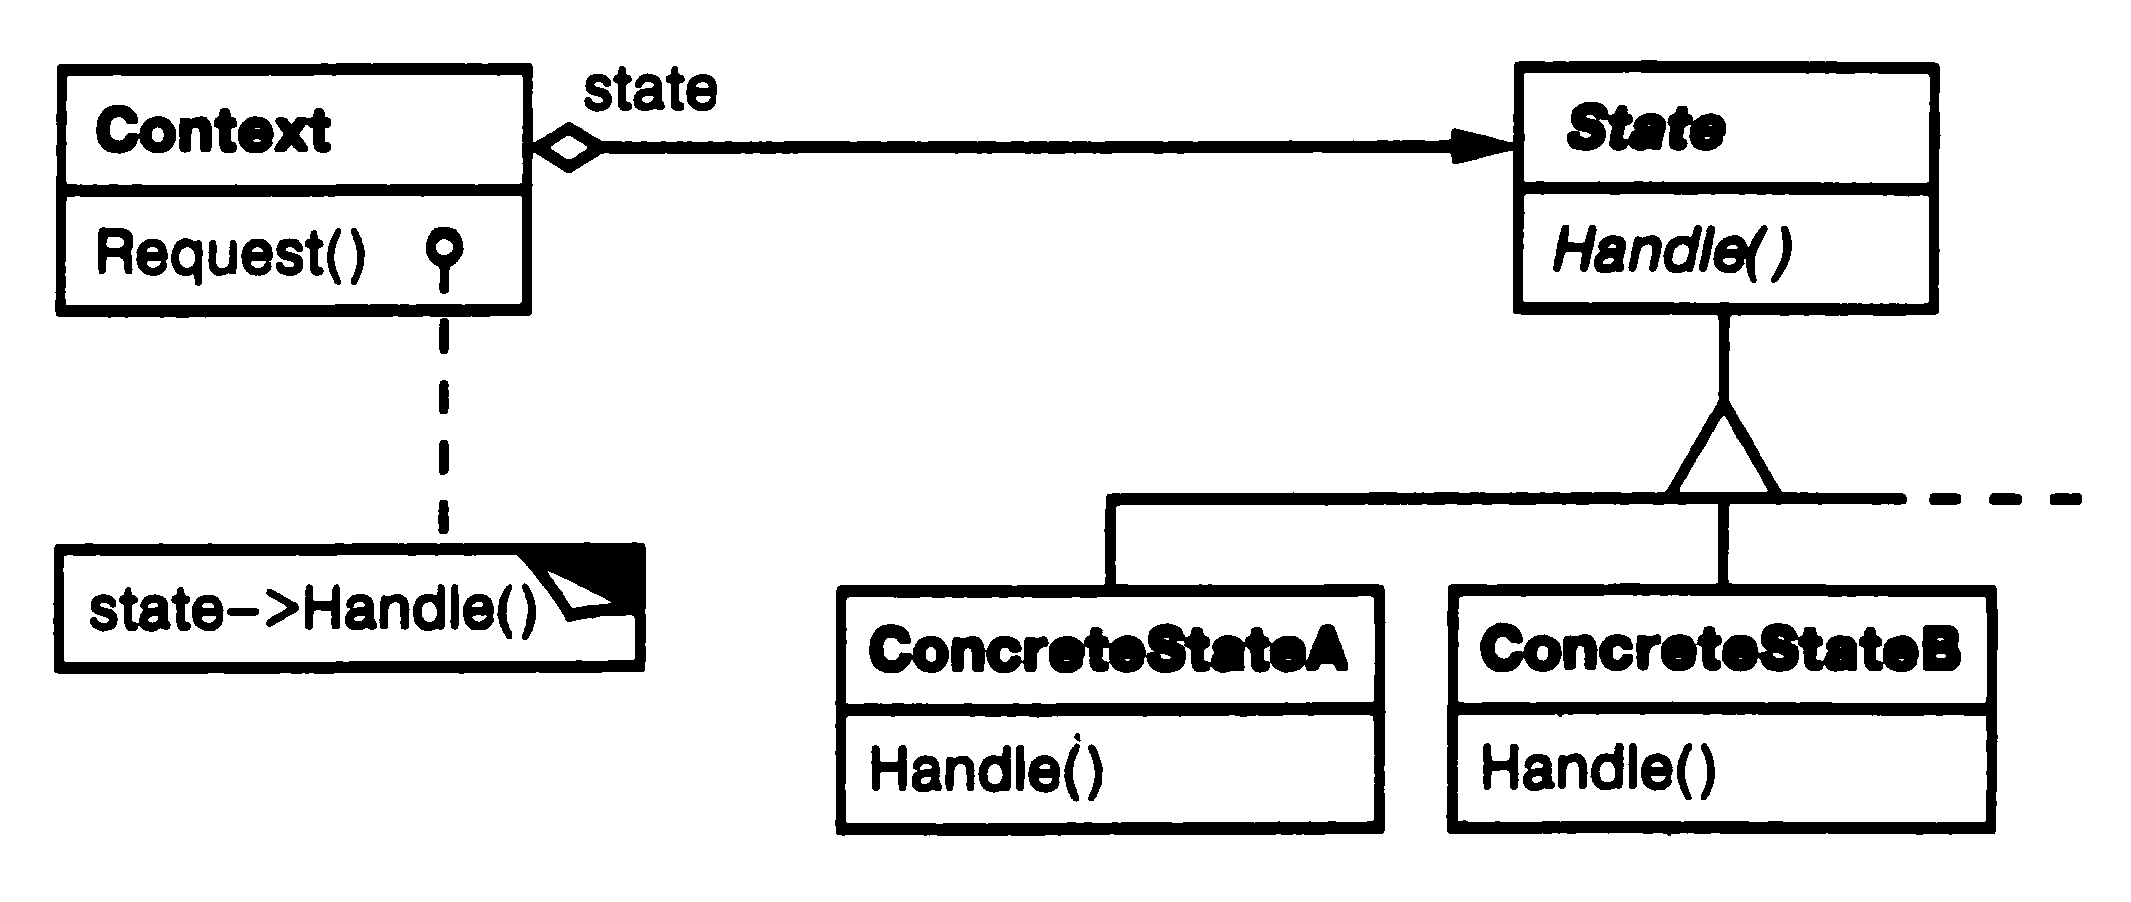 Context
Request()
state
State
Handle()
state->Handle()
ConcreteStateA
Handle()
ConcreteStateB
Handle()